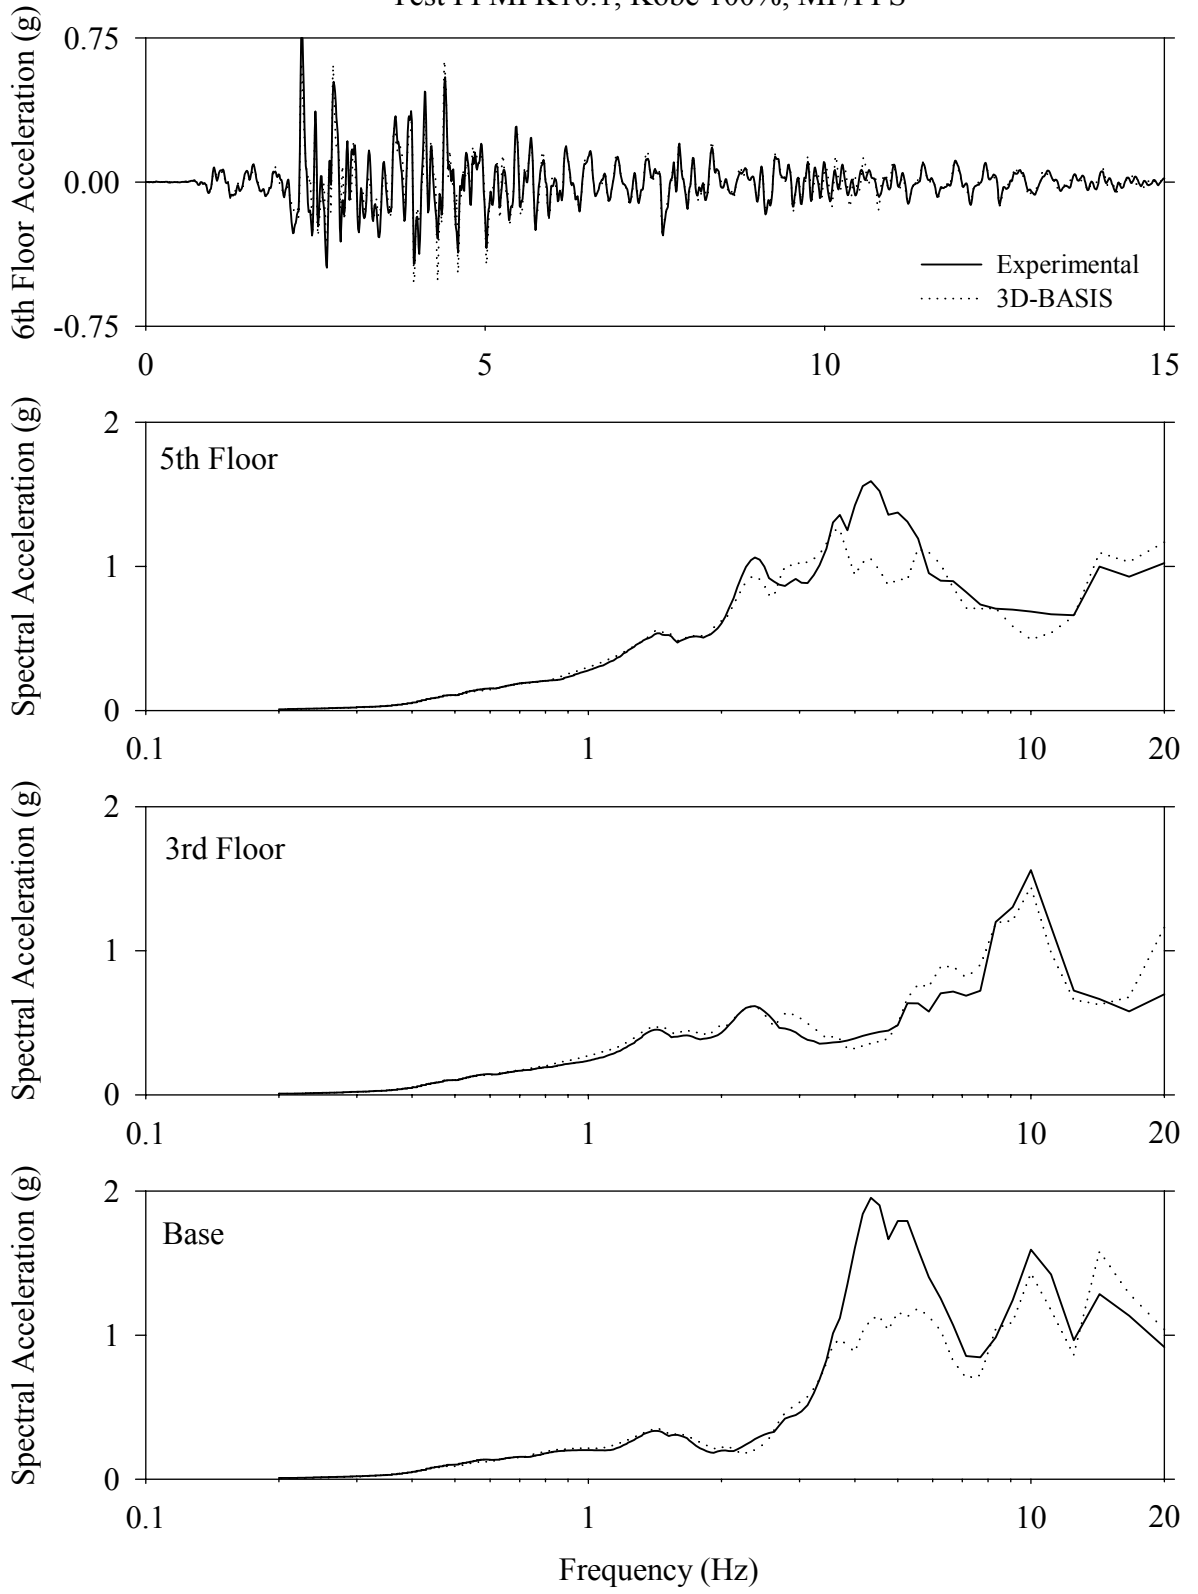 6th Floor Acceleration (g)
0.75
0.00
-0.75
Experimental
3D-BASIS
0 5 10 15
Spectral Acceleration (g)
2
1
0
5th Floor
0.1 1 10 20
Spectral Acceleration (g)
2
1
0
3rd Floor
0.1 1 10 20
Spectral Acceleration (g)
2
1
0
Base
0.1 1 10 20
Frequency (Hz)